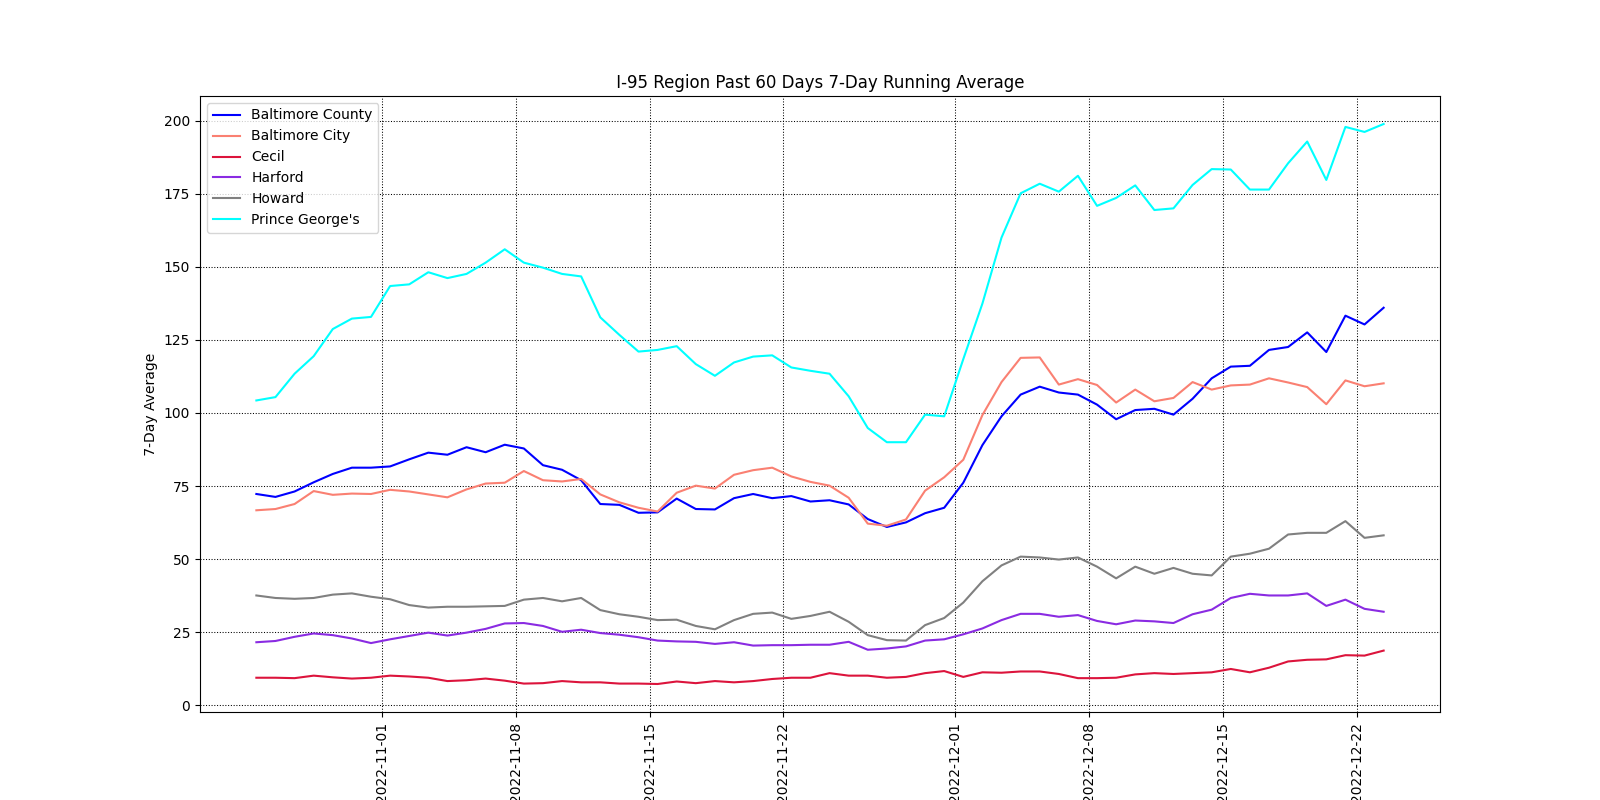 I-95 Region Past 60 Days 7-Day Running Average
Baltimore County
Baltimore City
Cecil
Harford
Howard
Prince George's
7-Day Average
200
175
150
125
100
75
50
25
0
2022-11-01
2022-11-08
2022-11-15
2022-11-22
2022-12-01
2022-12-08
2022-12-15
2022-12-22